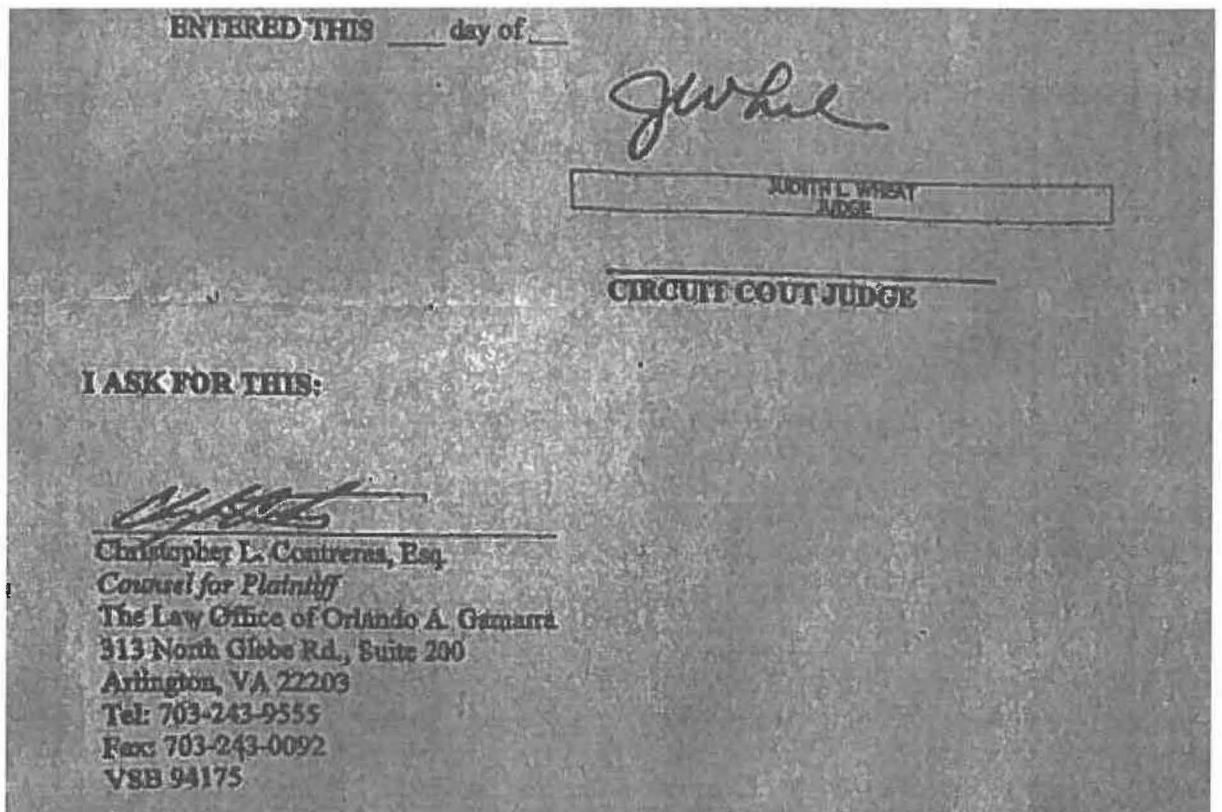 ENTERED THIS ___ day of ___
JUDITH L. WHEAT
JUDGE
CIRCUIT COUT JUDGE
I ASK FOR THIS:
Christopher L. Contreras, Esq.
Counsel for Plaintiff
The Law Office of Orlando A. Gamarra
313 North Glebe Rd., Suite 200
Arlington, VA 22203
Tel: 703-243-9555
Fax: 703-243-0092
VSB 94175